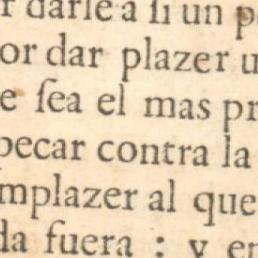 r darle a ſi un p
or dar plazer u
e ſea el mas pr
pecar contra la
mplazer al que
da fuera : y en